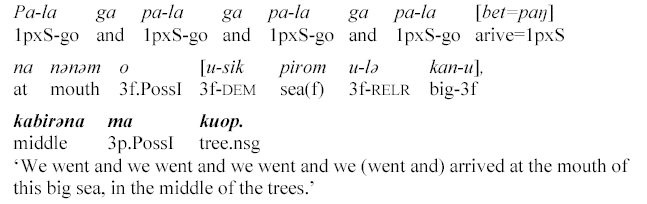 Pa-la ga pa-la ga pa-la ga pa-la [bet=paŋ]
1pxS-go and 1pxS-go and 1pxS-go and 1pxS-go arive=1pxS
na nənəm o [u-sik pirom u-lə kan-u],
at mouth 3f.PossI 3f-DEM sea(f) 3f-RELR big-3f
kabirəna ma kuop.
middle 3p.PossI tree.nsg
‘We went and we went and we went and we (went and) arrived at the mouth of
this big sea, in the middle of the trees.’